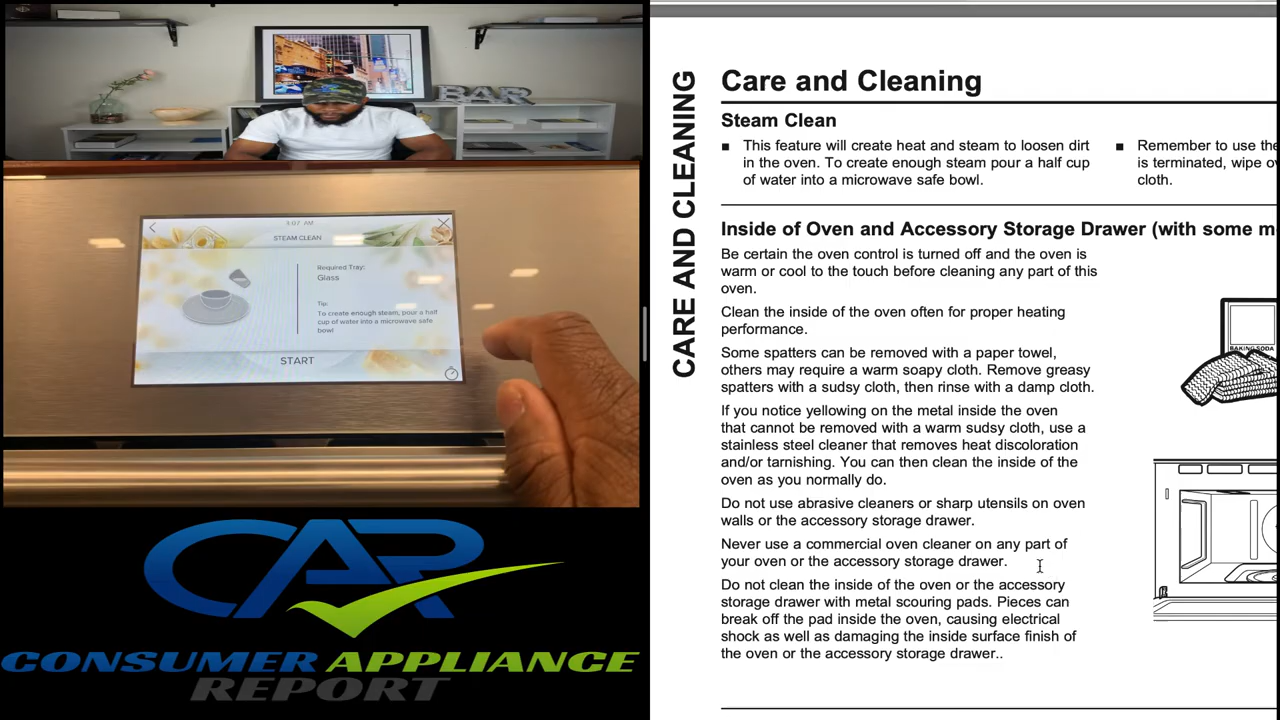 BAR
4:07 AM
STEAM CLEAN
Required Tray:
Glass
Tip:
To create enough steam, pour a half
cup of water into a microwave safe
bowl
START
CAR
CONSUMER APPLIANCE
REPORT
CARE AND CLEANING
Care and Cleaning
Steam Clean
■ This feature will create heat and steam to loosen dirt
in the oven. To create enough steam pour a half cup
of water into a microwave safe bowl.
■ Remember to use the
is terminated, wipe
cloth.
Inside of Oven and Accessory Storage Drawer (with some
Be certain the oven control is turned off and the oven is
warm or cool to the touch before cleaning any part of this
oven.
Clean the inside of the oven often for proper heating
performance.
Some spatters can be removed with a paper towel,
others may require a warm soapy cloth. Remove greasy
spatters with a sudsy cloth, then rinse with a damp cloth.
If you notice yellowing on the metal inside the oven
that cannot be removed with a warm sudsy cloth, use a
stainless steel cleaner that removes heat discoloration
and/or tarnishing. You can then clean the inside of the
oven as you normally do.
Do not use abrasive cleaners or sharp utensils on oven
walls or the accessory storage drawer.
Never use a commercial oven cleaner on any part of
your oven or the accessory storage drawer.
Do not clean the inside of the oven or the accessory
storage drawer with metal scouring pads. Pieces can
break off the pad inside the oven, causing electrical
shock as well as damaging the inside surface finish of
the oven or the accessory storage drawer..
BAKING SODA